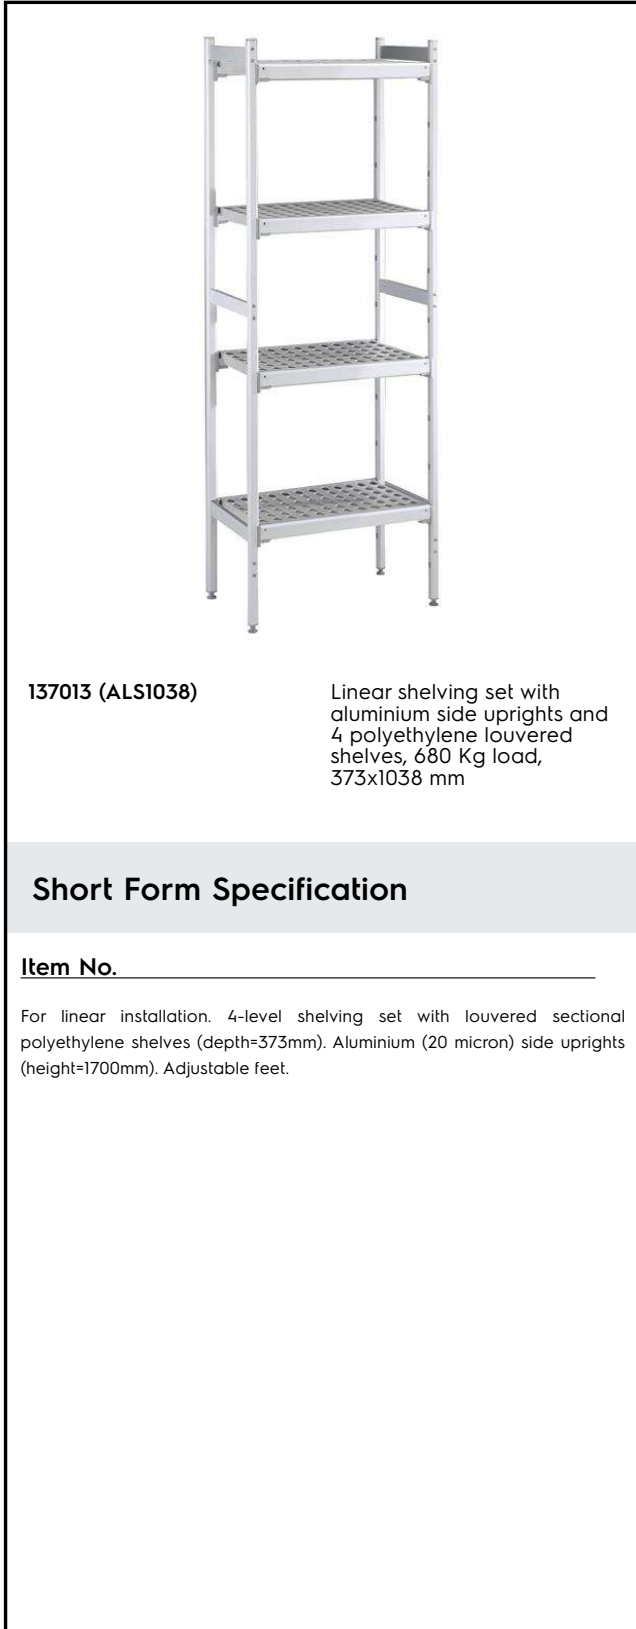 137013 (ALS1038)
Linear shelving set with
aluminium side uprights and
4 polyethylene louvered
shelves, 680 Kg load,
373x1038 mm
Short Form Specification
Item No.
For linear installation. 4-level shelving set with louvered sectional
polyethylene shelves (depth=373mm). Aluminium (20 micron) side uprights
(height=1700mm). Adjustable feet.